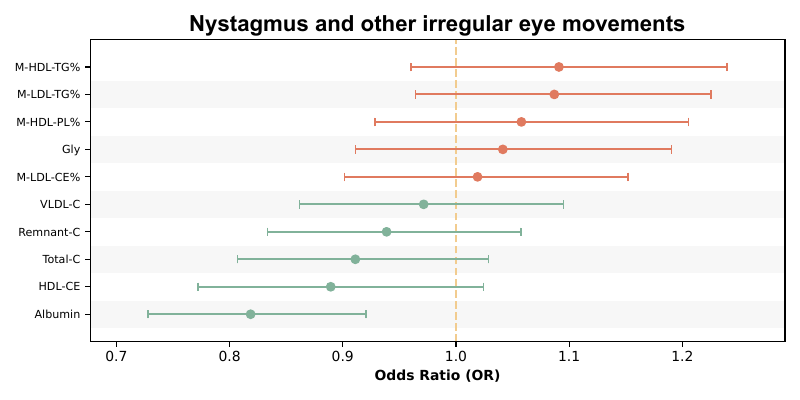 Nystagmus and other irregular eye movements
M-HDL-TG%
M-LDL-TG%
M-HDL-PL%
Gly
M-LDL-CE%
VLDL-C
Remnant-C
Total-C
HDL-CE
Albumin
0.7 0.8 0.9 1.0 1.1 1.2
Odds Ratio (OR)